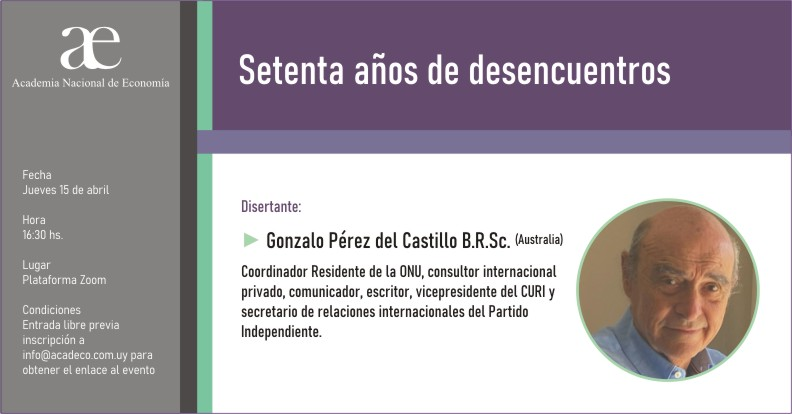 æ
Academia Nacional de Economía
Setenta años de desencuentros
Fecha
Jueves 15 de abril
Hora
16:30 hs.
Lugar
Plataforma Zoom
Condiciones
Entrada libre previa
inscripción a
info@acadeco.com.uy para
obtener el enlace al evento
Disertante:
Gonzalo Pérez del Castillo B.R.Sc. (Australia)
Coordinador Residente de la ONU, consultor internacional
privado, comunicador, escritor, vicepresidente del CURI y
secretario de relaciones internacionales del Partido
Independiente.